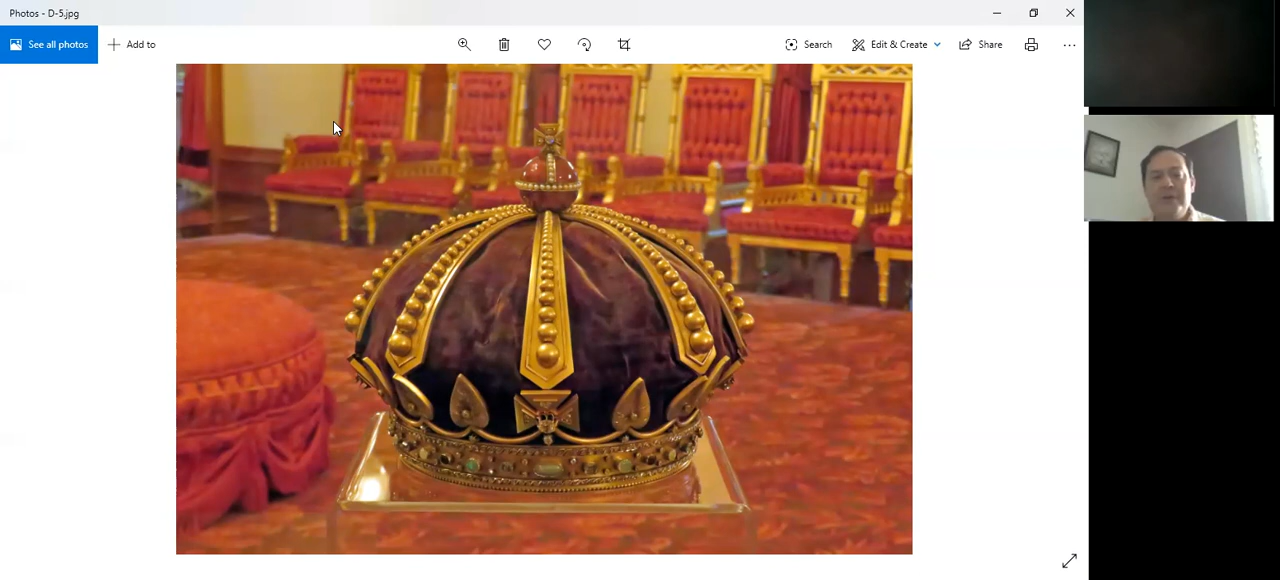 Photos - D-5.jpg
See all photos
Add to
Search
Edit & Create
Share